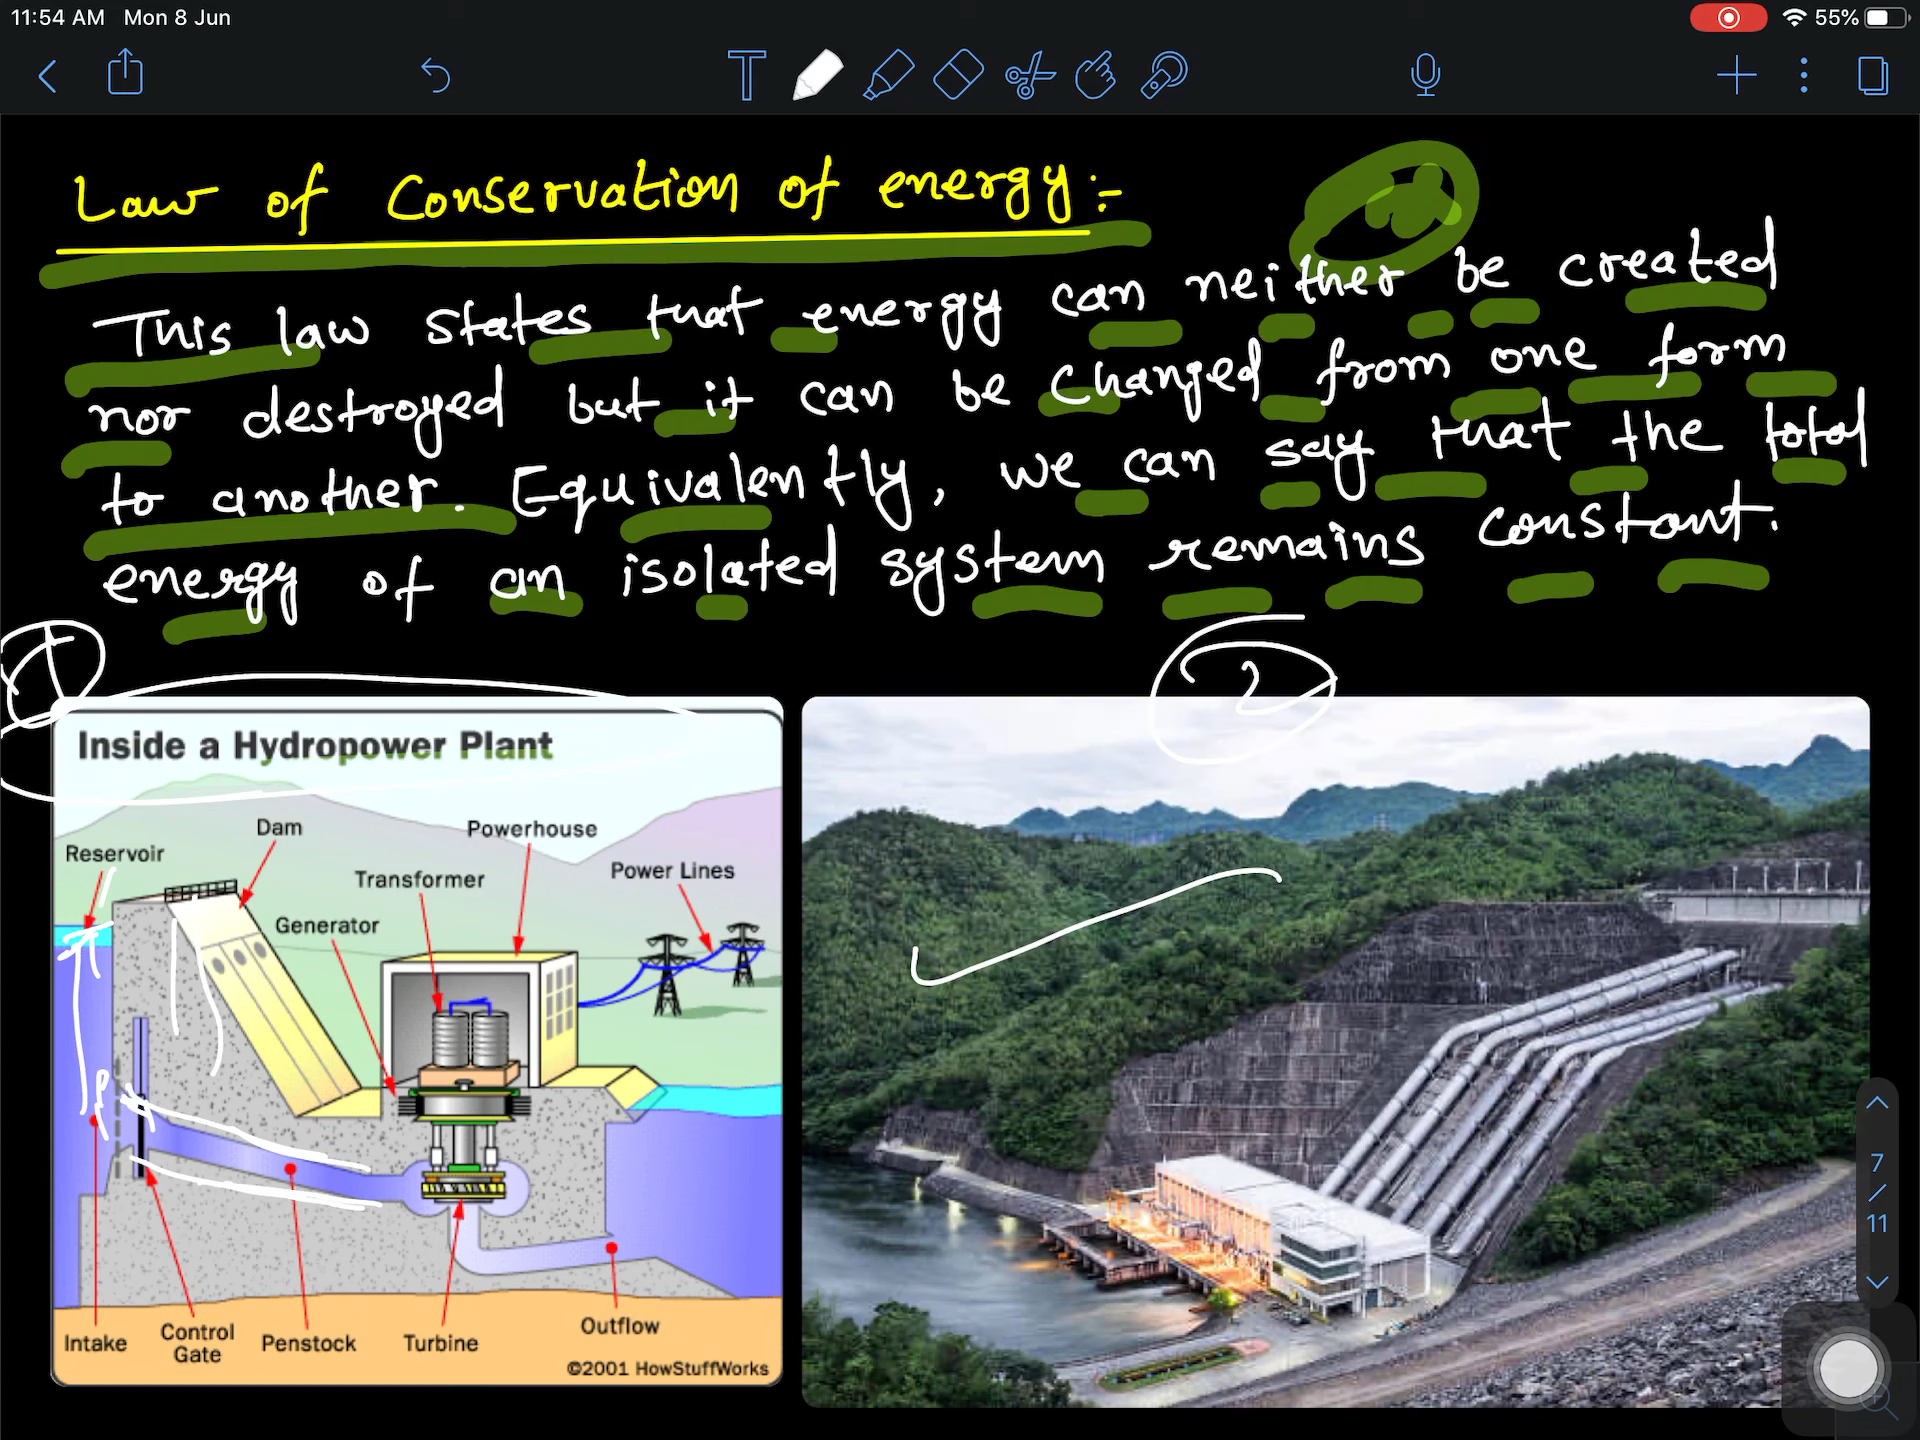 11:54 AM Mon 8 Jun
55%
Law of Conservation of energy:-
This law states that energy can neither be created
nor destroyed but it can be changed from one form
to another. Equivalently, we can say that the total
energy of an isolated system remains constant.
1
2
Inside a Hydropower Plant
Dam
Powerhouse
Reservoir
Transformer
Power Lines
Generator
7
/
11
Intake
Control
Gate
Penstock
Turbine
Outflow
©2001 HowStuffWorks